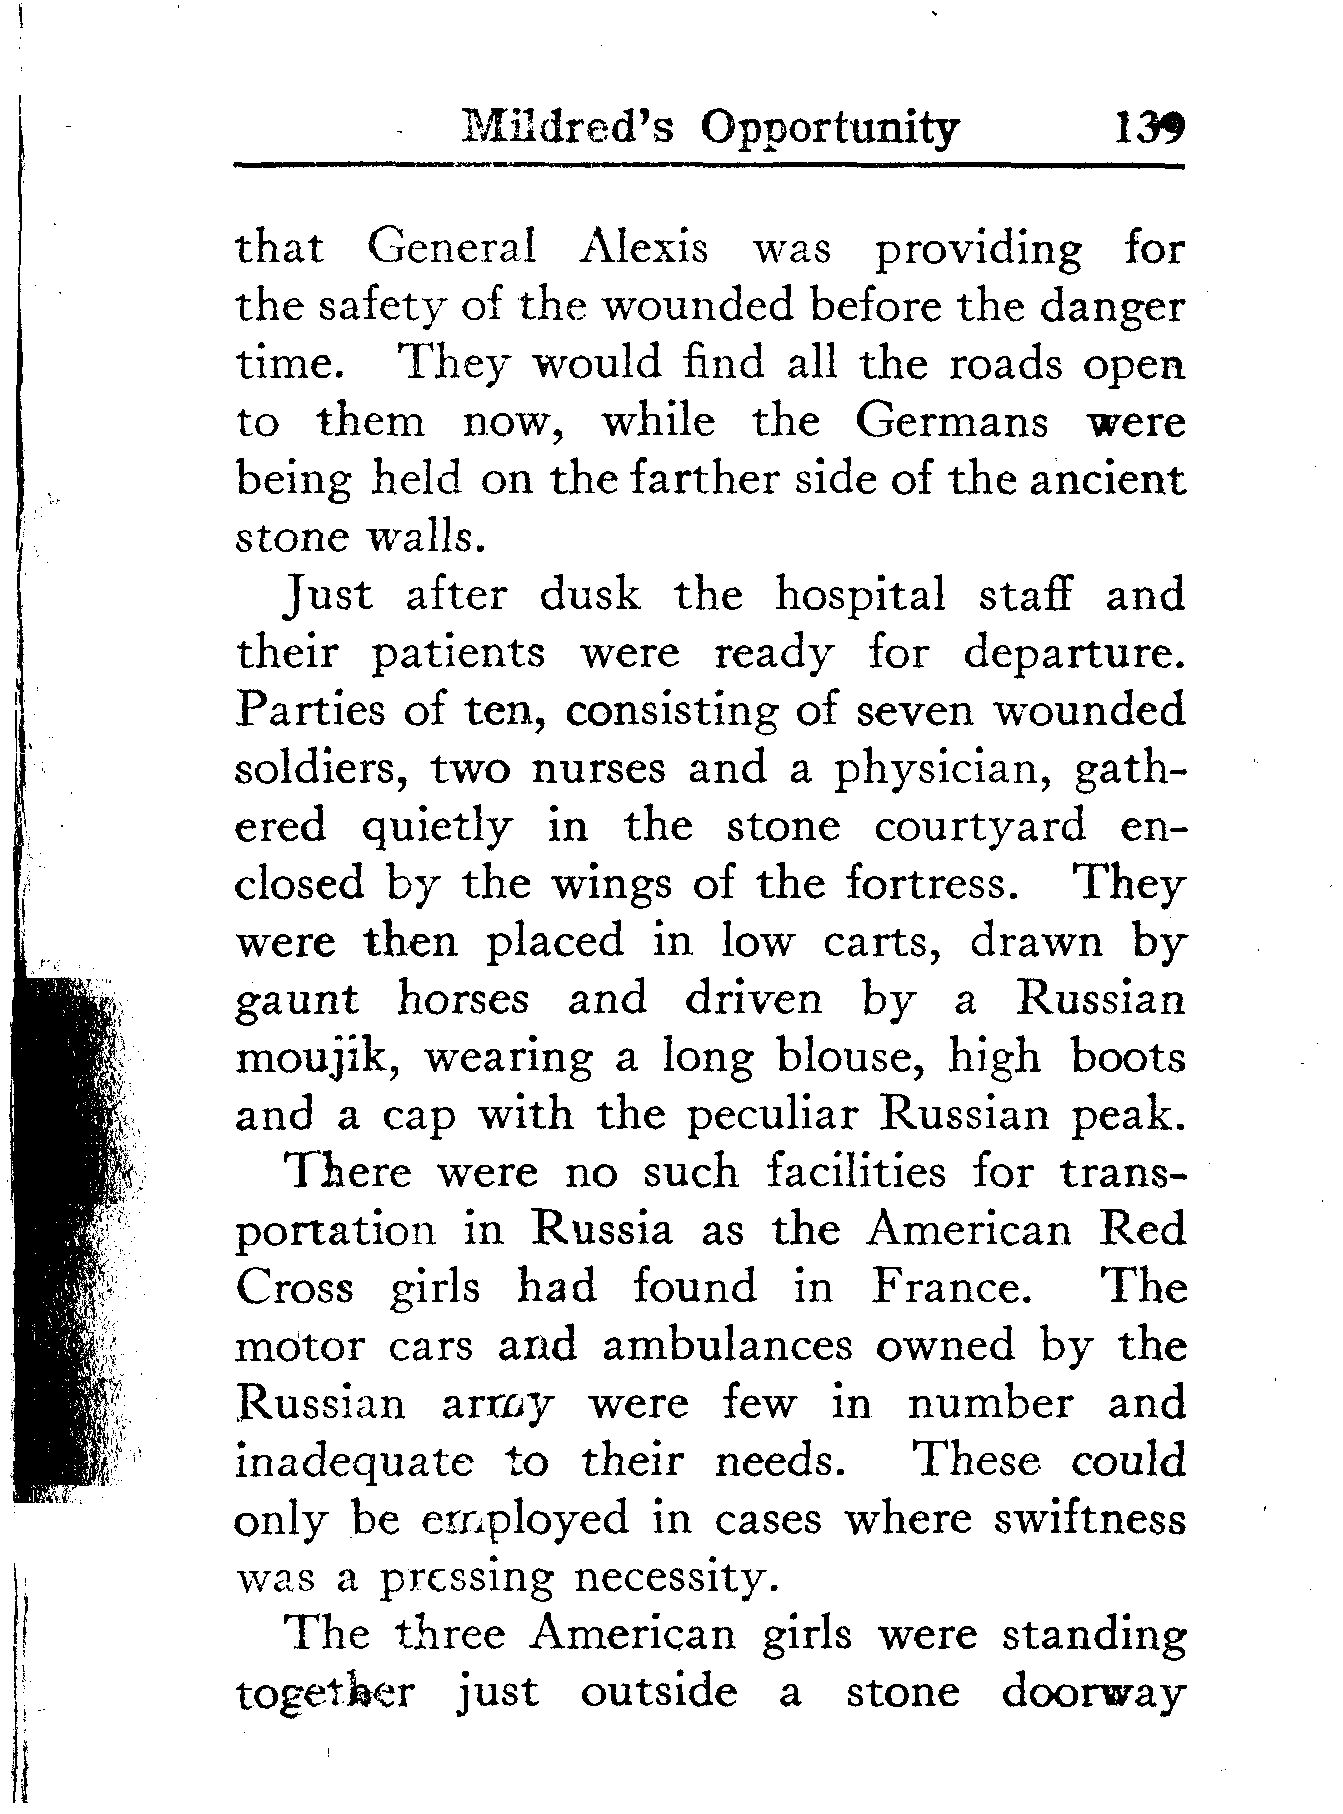 Mildred's Opportunity 139
that General Alexis was providing for
the safety of the wounded before the danger
time. They would find all the roads open
to them now, while the Germans were
being held on the farther side of the ancient
stone walls.
Just after dusk the hospital staff and
their patients were ready for departure.
Parties of ten, consisting of seven wounded
soldiers, two nurses and a physician, gath-
ered quietly in the stone courtyard en-
closed by the wings of the fortress. They
were then placed in low carts, drawn by
gaunt horses and driven by a Russian
moujik, wearing a long blouse, high boots
and a cap with the peculiar Russian peak.
There were no such facilities for trans-
portation in Russia as the American Red
Cross girls had found in France. The
motor cars and ambulances owned by the
Russian army were few in number and
inadequate to their needs. These could
only be employed in cases where swiftness
was a pressing necessity.
The three American girls were standing
together just outside a stone doorway